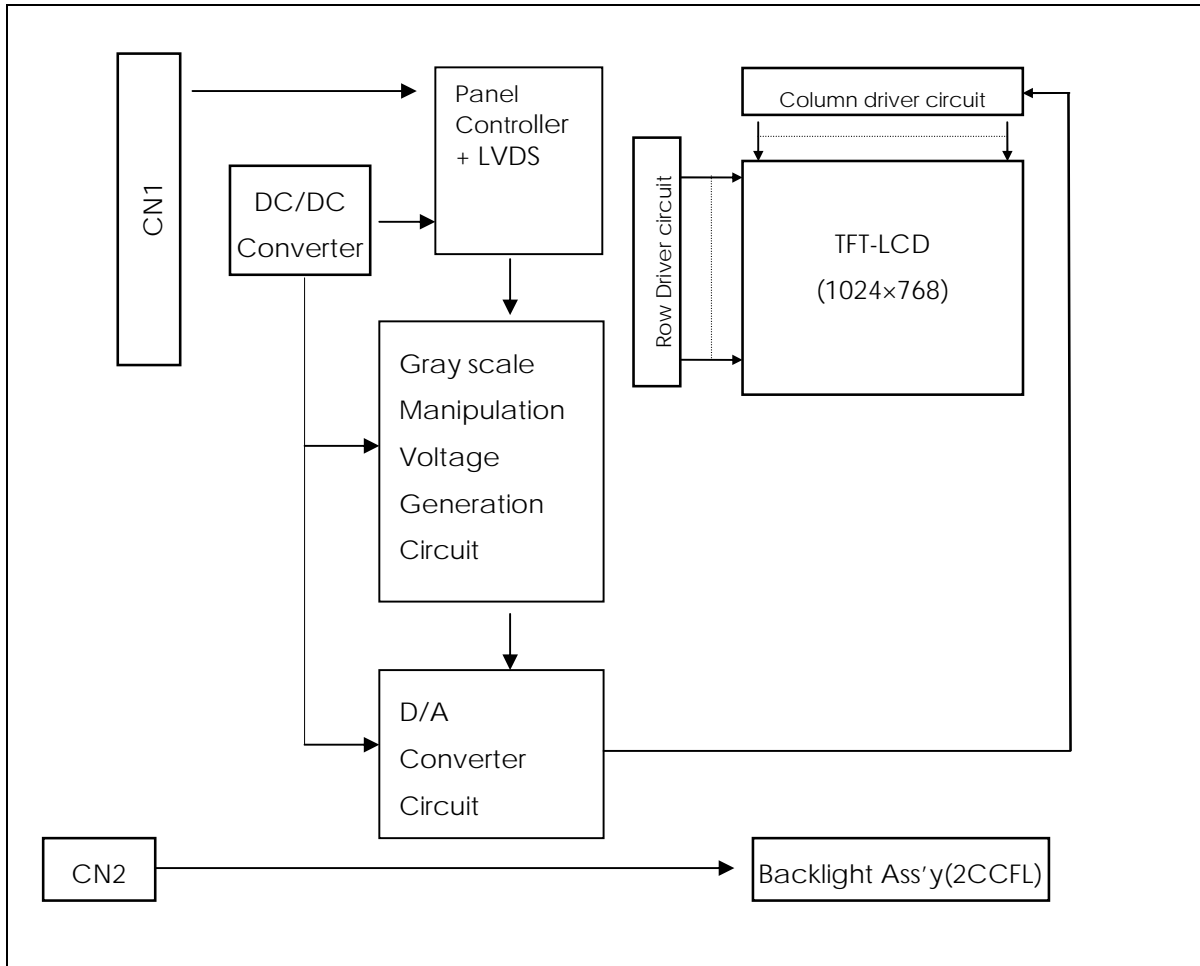 CN1
Panel
Controller
+ LVDS
DC/DC
Converter
Column driver circuit
Row Driver circuit
TFT-LCD
(1024×768)
Gray scale
Manipulation
Voltage
Generation
Circuit
D/A
Converter
Circuit
CN2
Backlight Ass'y(2CCFL)